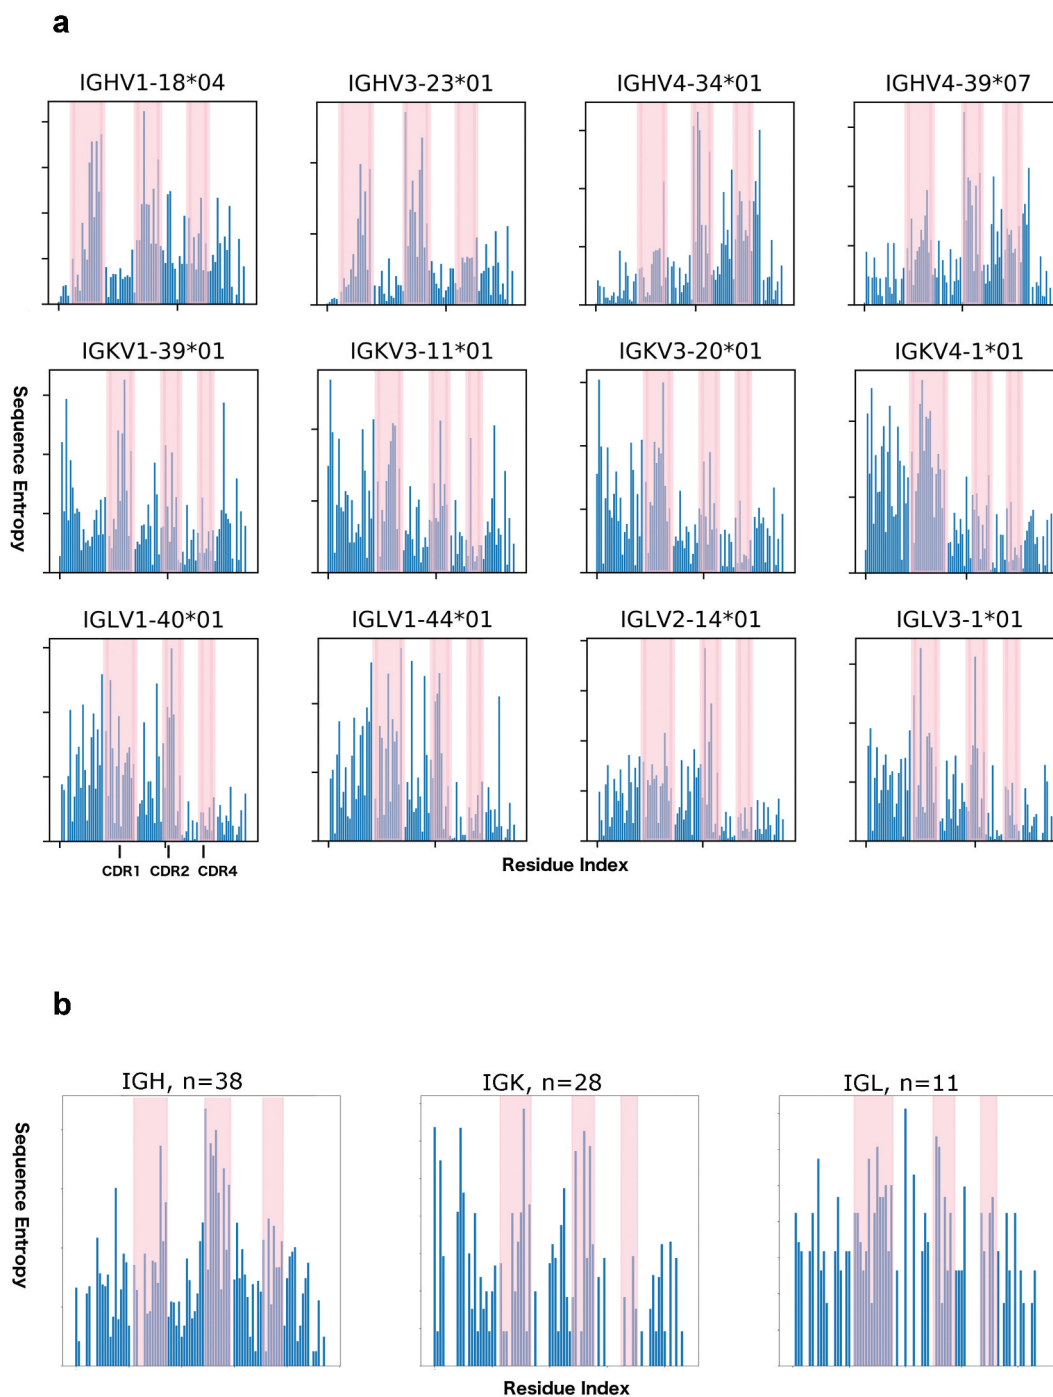 a
IGHV1-18*04
IGHV3-23*01
IGHV4-34*01
IGHV4-39*07
IGKV1-39*01
IGKV3-11*01
IGKV3-20*01
IGKV4-1*01
Sequence Entropy
IGLV1-40*01
IGLV1-44*01
IGLV2-14*01
IGLV3-1*01
CDR1 CDR2 CDR4
Residue Index
b
IGH, n=38
IGK, n=28
IGL, n=11
Sequence Entropy
Residue Index